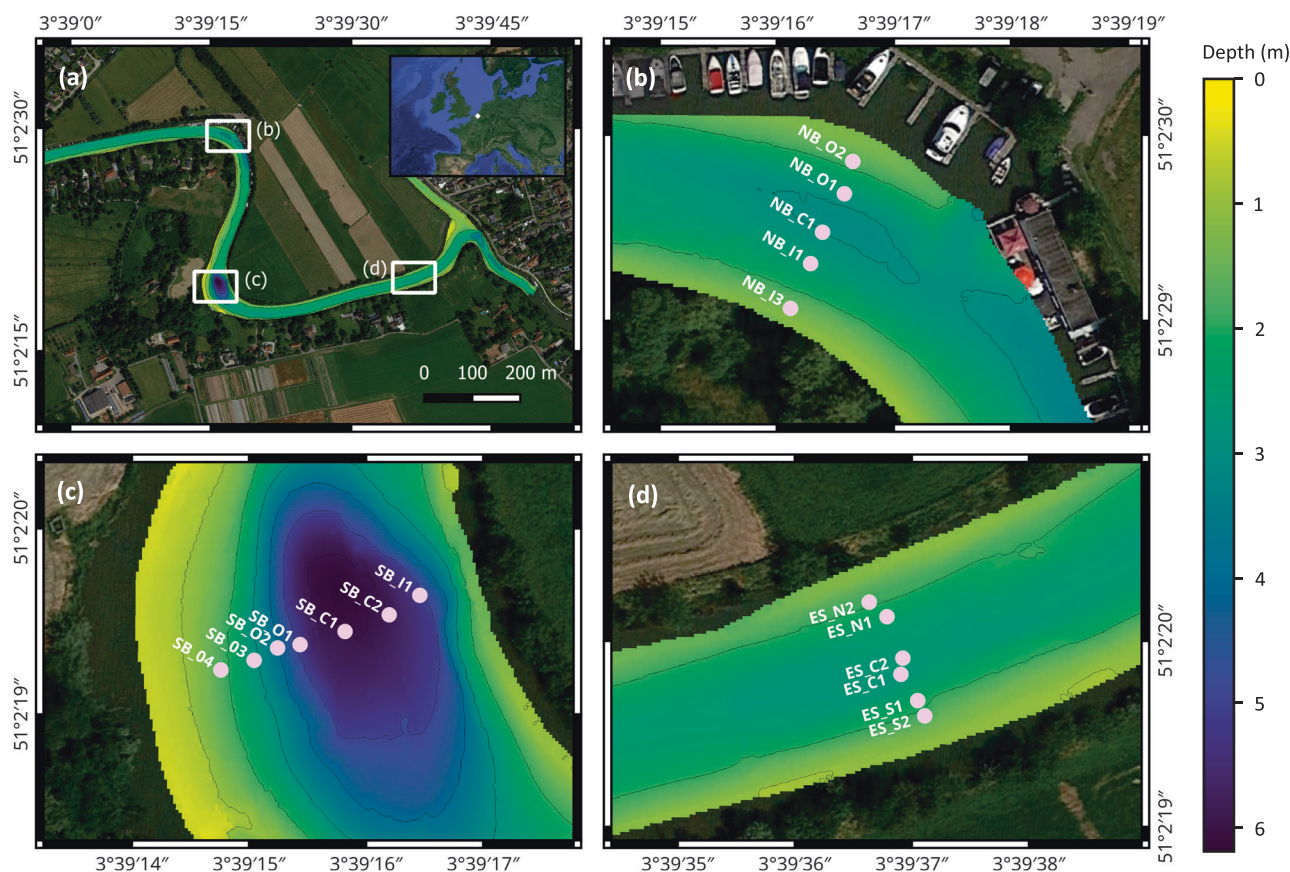 3°39′0″ 3°39′15″ 3°39′30″ 3°39′45″
3°39′15″ 3°39′16″ 3°39′17″ 3°39′18″ 3°39′19″
Depth (m)
(a)
(b)
(c)
(d)
0 100 200 m
51°2′30″
51°2′15″
(b)
NB_O2
NB_O1
NB_C1
NB_I1
NB_I3
51°2′30″
51°2′29″
0
1
2
3
4
5
6
(c)
SB_I1
SB_C2
SB_C1
SB_O1
SB_O2
SB_03
SB_04
51°2′20″
51°2′19″
3°39′14″ 3°39′15″ 3°39′16″ 3°39′17″
(d)
ES_N2
ES_N1
ES_C2
ES_C1
ES_S1
ES_S2
51°2′20″
51°2′19″
3°39′35″ 3°39′36″ 3°39′37″ 3°39′38″